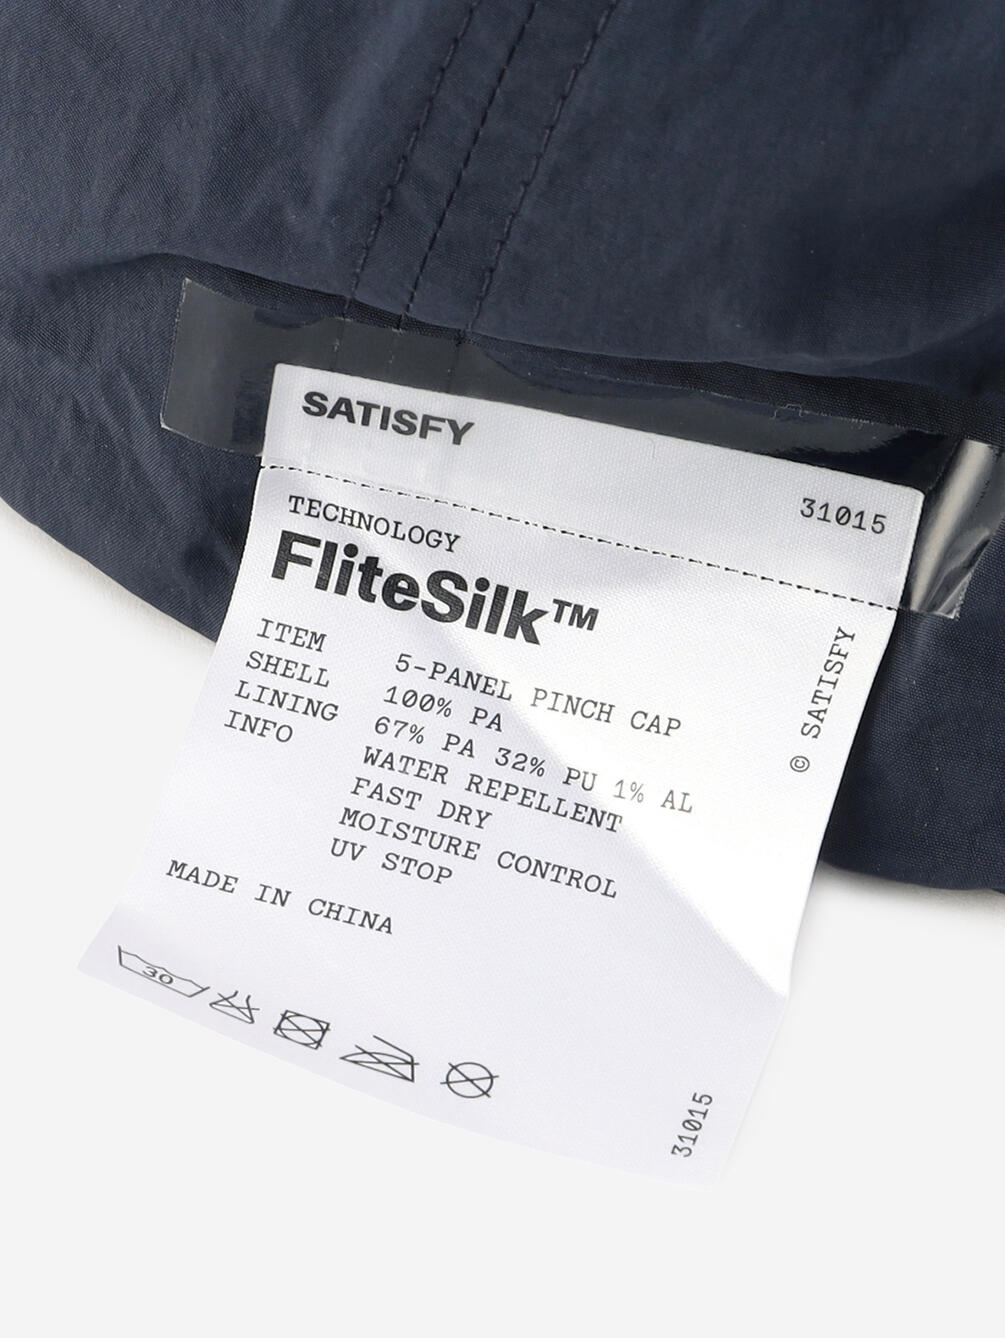 SATISFY
31015
TECHNOLOGY
FliteSilk™
ITEM 5-PANEL PINCH CAP
SHELL 100% PA
LINING 67% PA 32% PU 1% AL
INFO WATER REPELLENT
FAST DRY
MOISTURE CONTROL
UV STOP
MADE IN CHINA
30
© SATISFY
31015